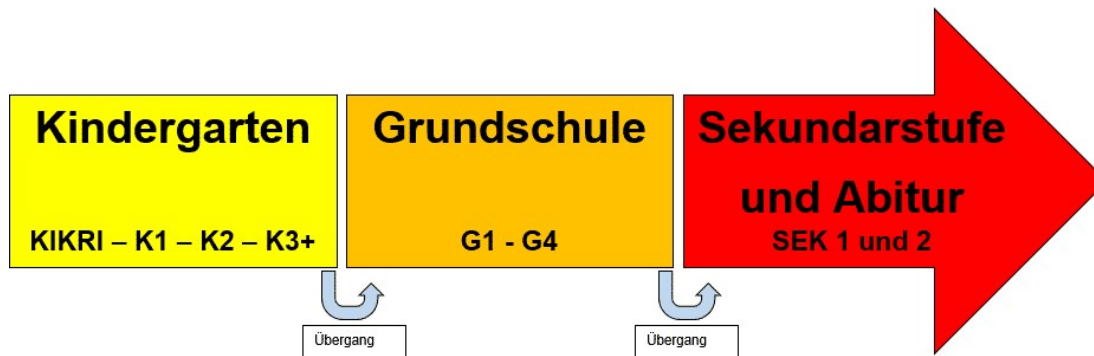 Kindergarten
KIKRI – K1 – K2 – K3+
Grundschule
G1 - G4
Sekundarstufe
und Abitur
SEK 1 und 2
Übergang
Übergang